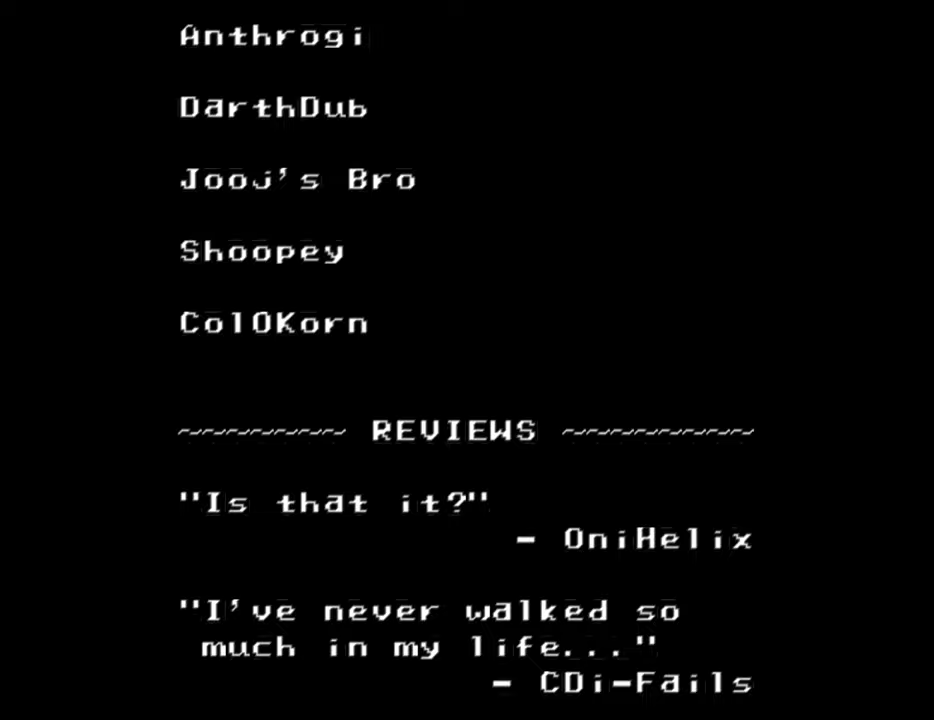 Anthrogi
DarthDub
Jooj's Bro
Shoopey
ColOKorn
~~~~~~~~~~~~~~ REVIEWS ~~~~~~~~~~~~~~~~
"Is that it?"
- OniHelix
"I've never walked so
much in my life..."
- CDi-Fails